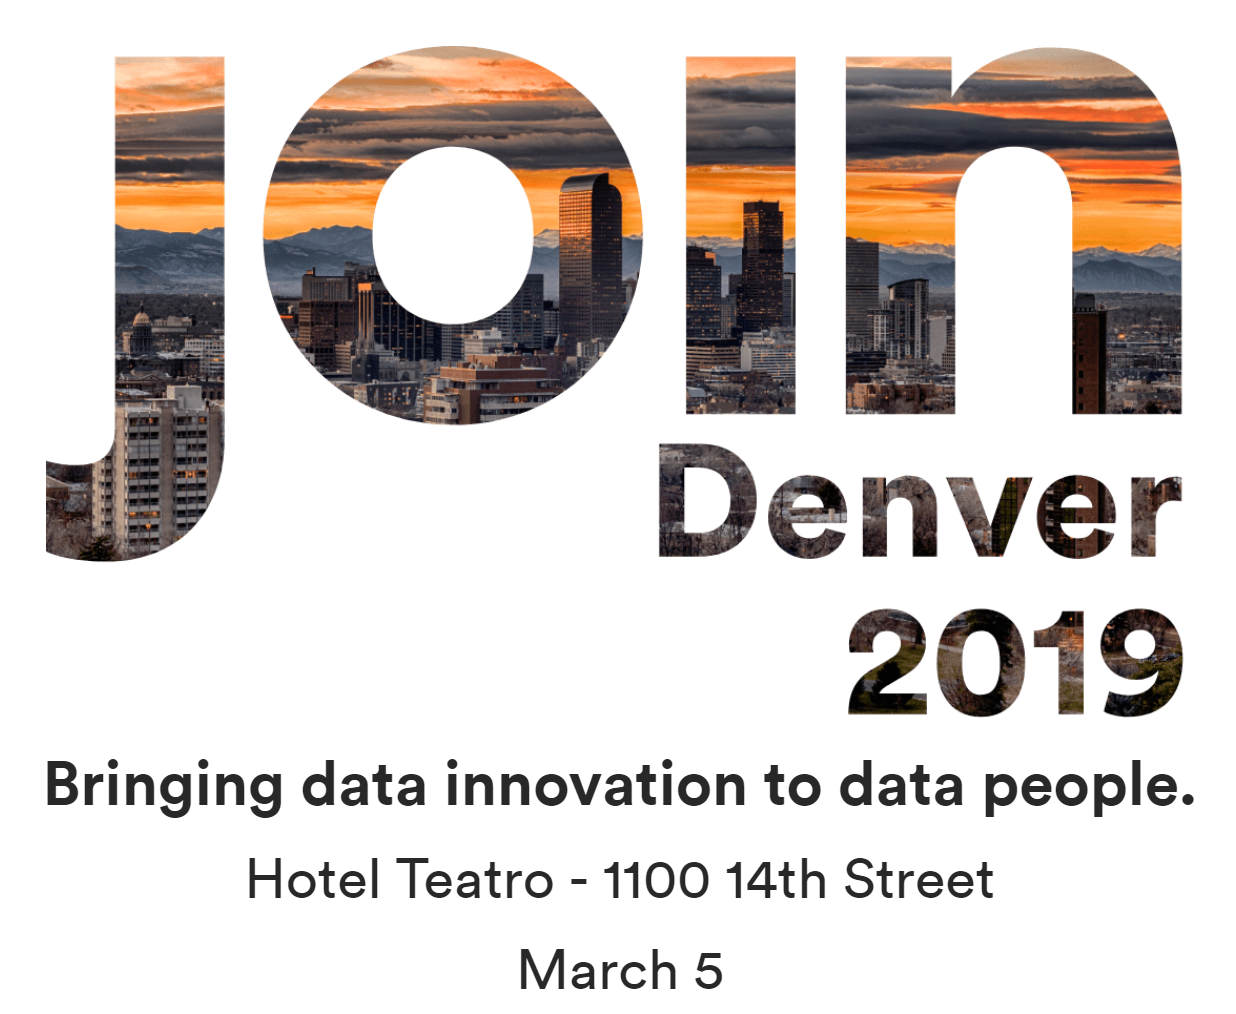 JOIN
Denver
2019
Bringing data innovation to data people.
Hotel Teatro - 1100 14th Street
March 5